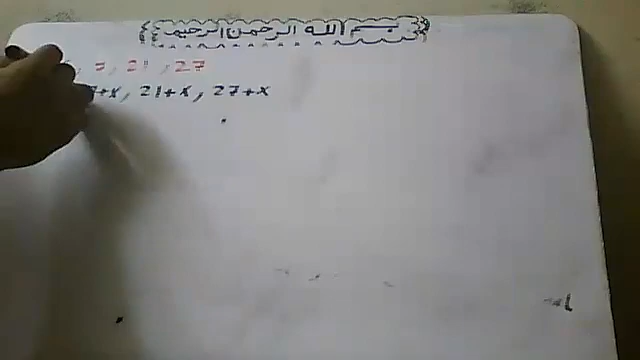 بسم الله الرحمن الرحيم
, 21 , 27
+x, 21+x, 27+x